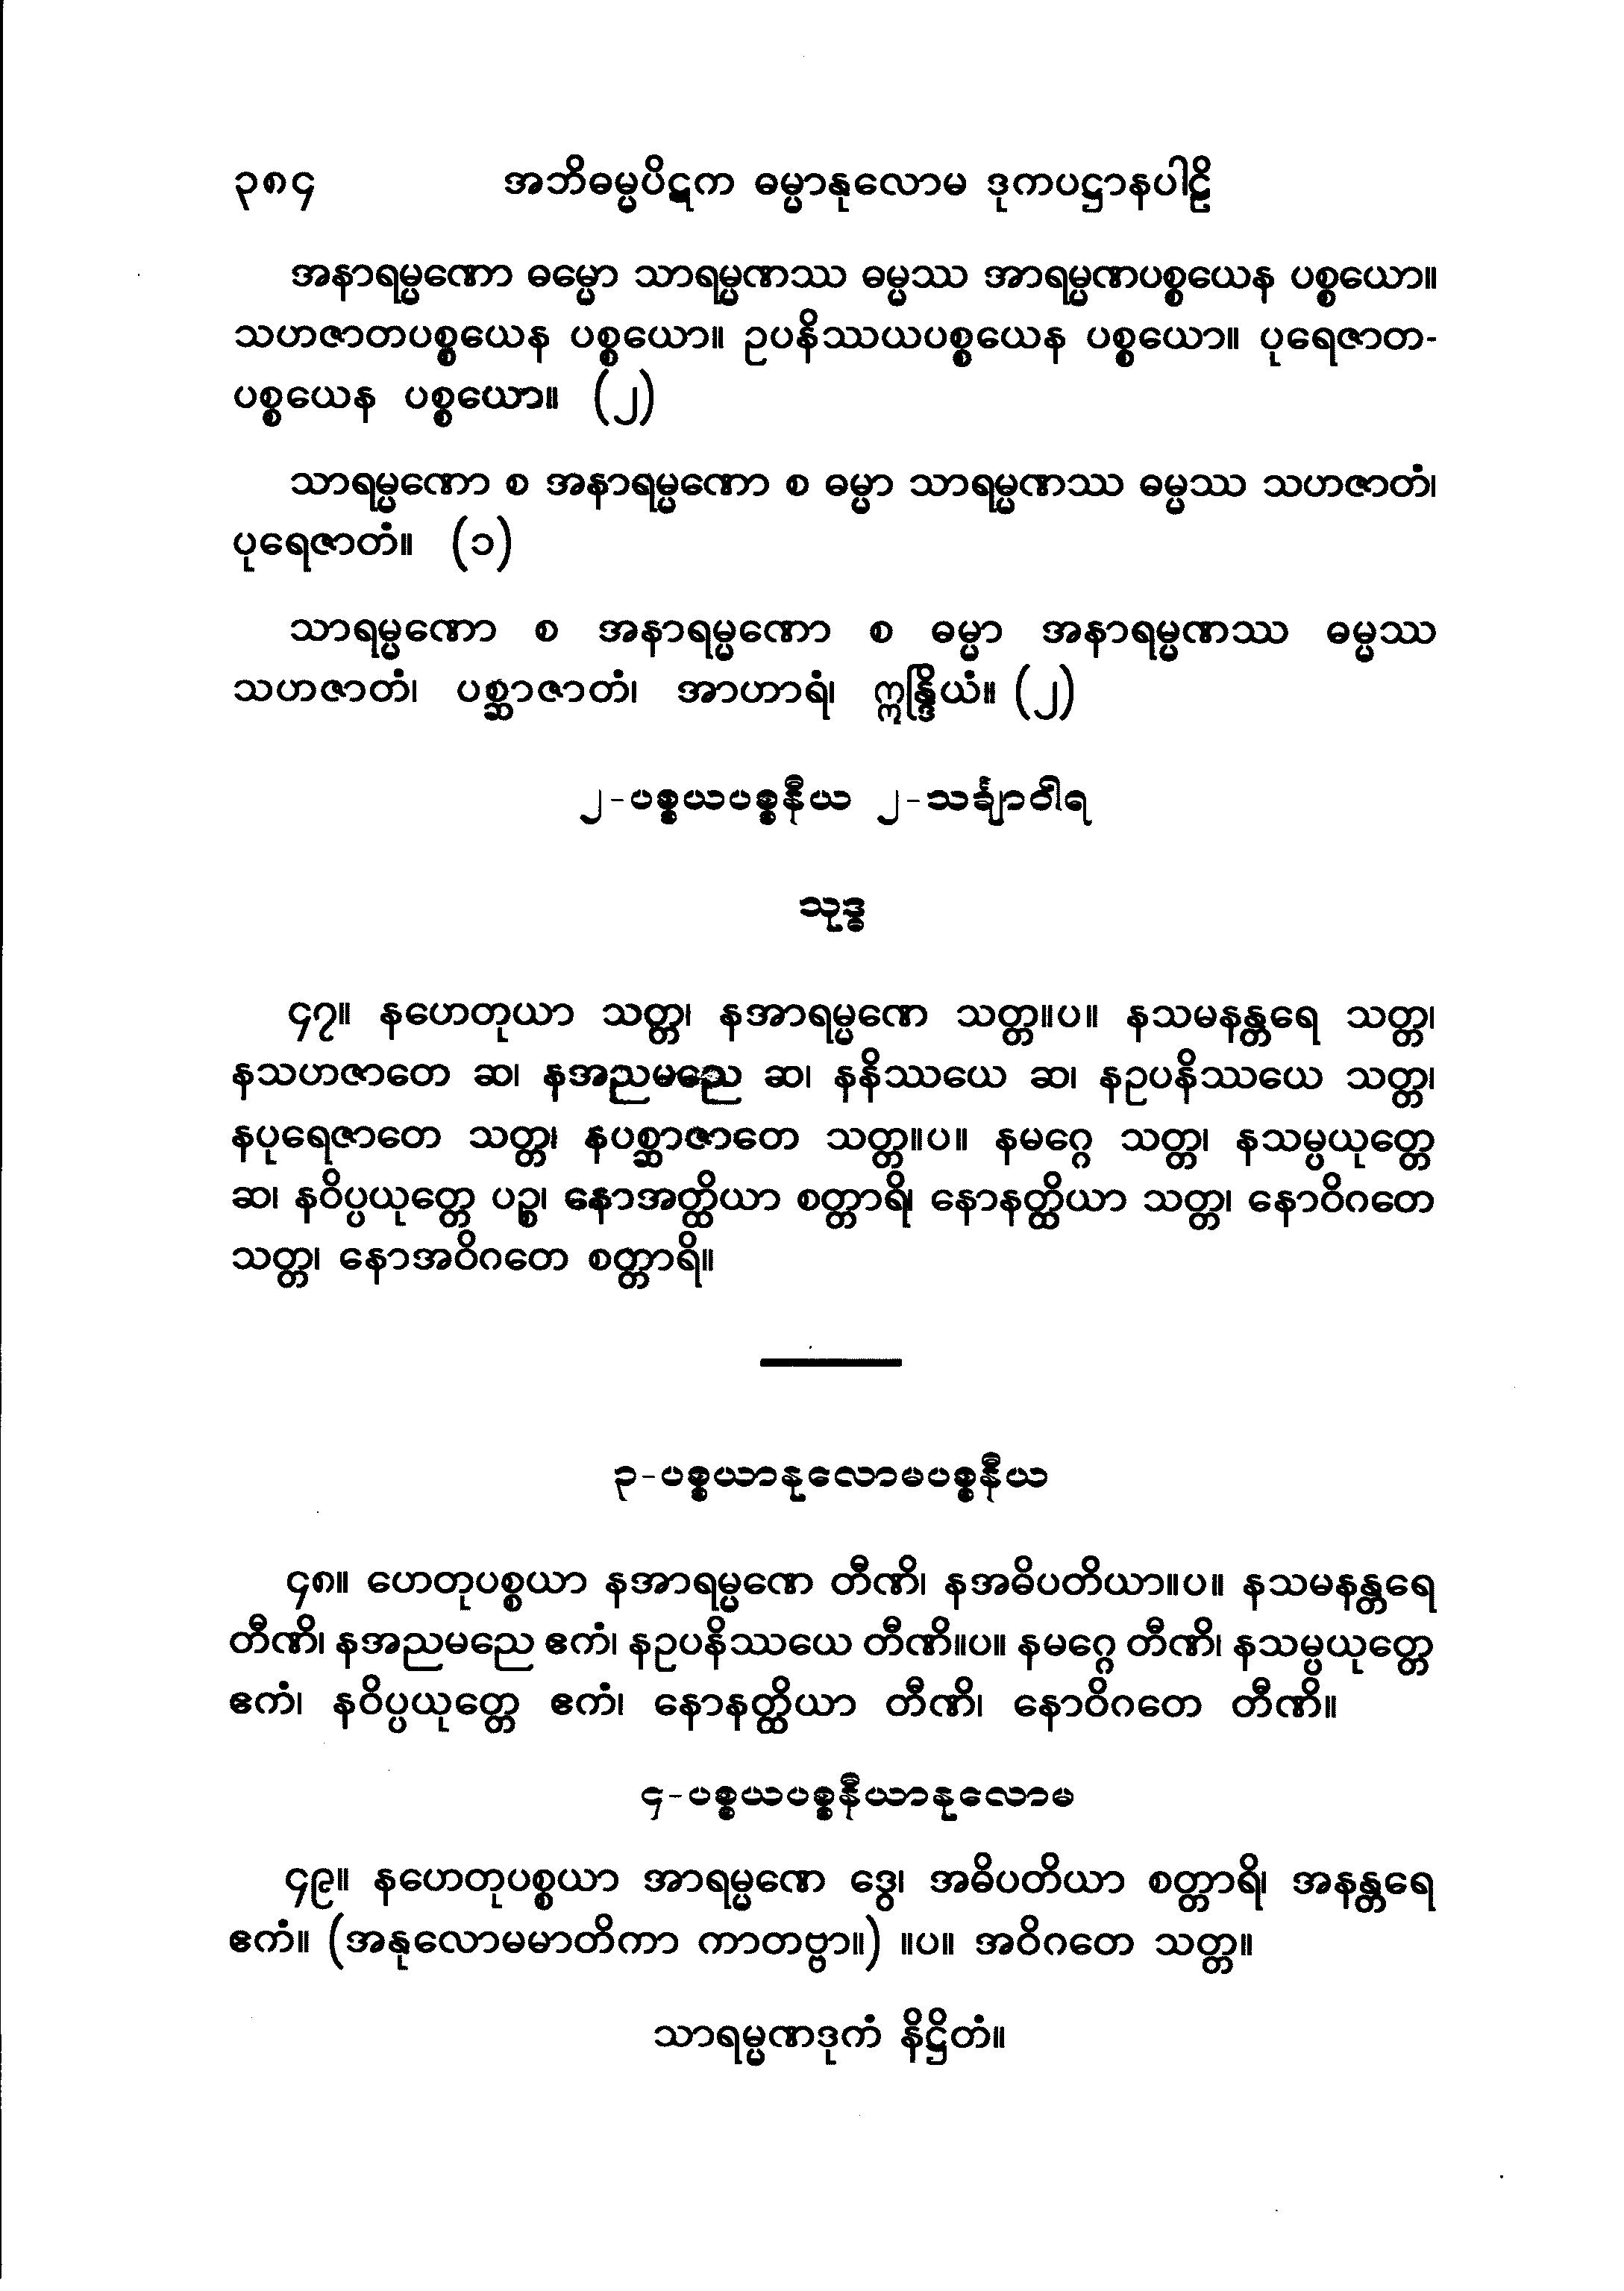 ၃၈၄ အဘိဓမ္မပိဋက ဓမ္မာနုလောမ ဒုကပဋ္ဌာနပါဠိ
အနာရမ္မဏော ဓမ္မော သာရမ္မဏဿ ဓမ္မဿ အာရမ္မဏပစ္စယေန ပစ္စယော။
သဟဇာတပစ္စယေန ပစ္စယော။ ဥပနိဿယပစ္စယေန ပစ္စယော။ ပုရေဇာတ-
ပစ္စယေန ပစ္စယော။ (၂)
သာရမ္မဏော စ အနာရမ္မဏော စ ဓမ္မာ သာရမ္မဏဿ ဓမ္မဿ သဟဇာတံ၊
ပုရေဇာတံ။ (၁)
သာရမ္မဏော စ အနာရမ္မဏော စ ဓမ္မာ အနာရမ္မဏဿ ဓမ္မဿ
သဟဇာတံ၊ ပစ္ဆာဇာတံ၊ အာဟာရံ၊ ဣန္ဒြိယံ။ (၂)
၂-ပစ္စယပစ္စနီယ ၂-သင်္ချာဝါရ
သုဒ္ဓ
၄၇။ နဟေတုယာ သတ္တ၊ နအာရမ္မဏေ သတ္တ။ပ။ နသမနန္တရေ သတ္တ၊
နသဟဇာတေ ဆ၊ နအညမညေ ဆ၊ နနိဿယေ ဆ၊ နဥပနိဿယေ သတ္တ၊
နပုရေဇာတေ သတ္တ၊ နပစ္ဆာဇာတေ သတ္တ။ပ။ နမဂ္ဂေ သတ္တ၊ နသမ္ပယုတ္တေ
ဆ၊ နဝိပ္ပယုတ္တေ ပဉ္စ၊ နောအတ္ထိယာ စတ္တာရိ၊ နောနတ္ထိယာ သတ္တ၊ နောဝိဂတေ
သတ္တ၊ နောအဝိဂတေ စတ္တာရိ။
၃-ပစ္စယာနုလောမပစ္စနီယ
၄၈။ ဟေတုပစ္စယာ နအာရမ္မဏေ တီဏိ၊ နအဓိပတိယာ။ပ။ နသမနန္တရေ
တီဏိ၊ နအညမညေ ဧကံ၊ နဥပနိဿယေ တီဏိ။ပ။ နမဂ္ဂေ တီဏိ၊ နသမ္ပယုတ္တေ
ဧကံ၊ နဝိပ္ပယုတ္တေ ဧကံ၊ နောနတ္ထိယာ တီဏိ၊ နောဝိဂတေ တီဏိ။
၄-ပစ္စယပစ္စနီယာနုလောမ
၄၉။ နဟေတုပစ္စယာ အာရမ္မဏေ ဒွေ၊ အဓိပတိယာ စတ္တာရိ၊ အနန္တရေ
ဧကံ။ (အနုလောမမာတိကာ ကာတဗ္ဗာ။) ။ပ။ အဝိဂတေ သတ္တ။
သာရမ္မဏဒုကံ နိဋ္ဌိတံ။